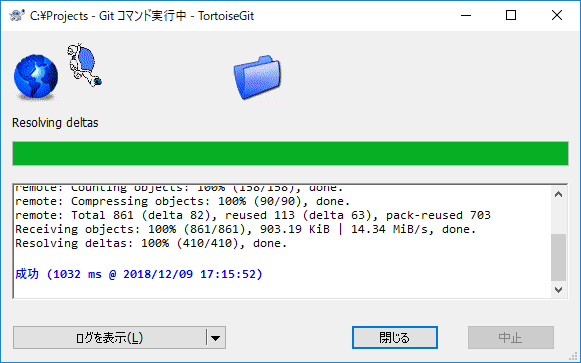 C:¥Projects - Git コマンド実行中 - TortoiseGit
Resolving deltas
remote: Counting objects: 100% (158/158), done.
remote: Compressing objects: 100% (90/90), done.
remote: Total 861 (delta 82), reused 113 (delta 63), pack-reused 703
Receiving objects: 100% (861/861), 903.19 KiB | 14.34 MiB/s, done.
Resolving deltas: 100% (410/410), done.
成功 (1032 ms @ 2018/12/09 17:15:52)
ログを表示(L) 閉じる 中止